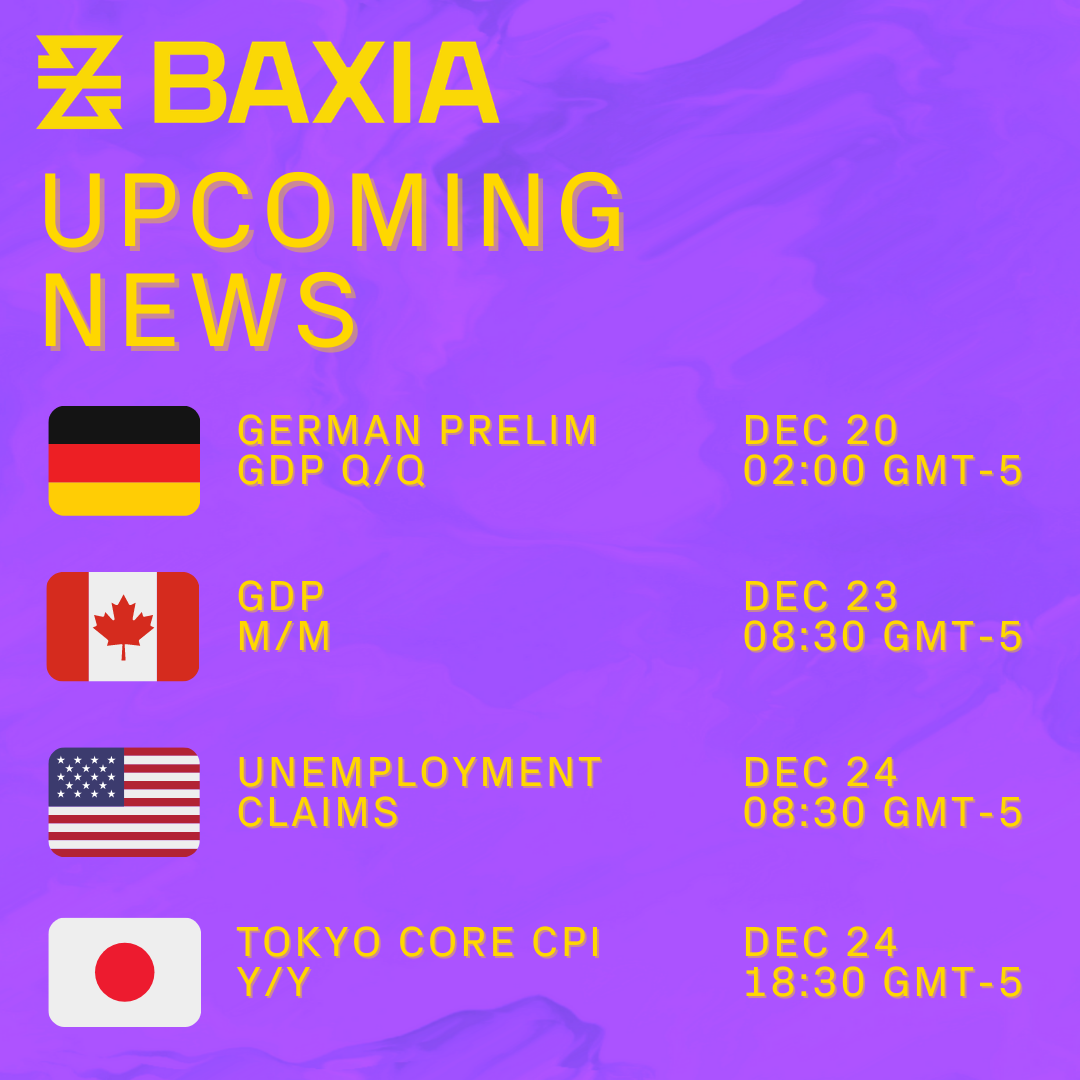 BAXIA
UPCOMING
NEWS
GERMAN PRELIM
GDP Q/Q
DEC 20
02:00 GMT-5
GDP
M/M
DEC 23
08:30 GMT-5
UNEMPLOYMENT
CLAIMS
DEC 24
08:30 GMT-5
TOKYO CORE CPI
Y/Y
DEC 24
18:30 GMT-5